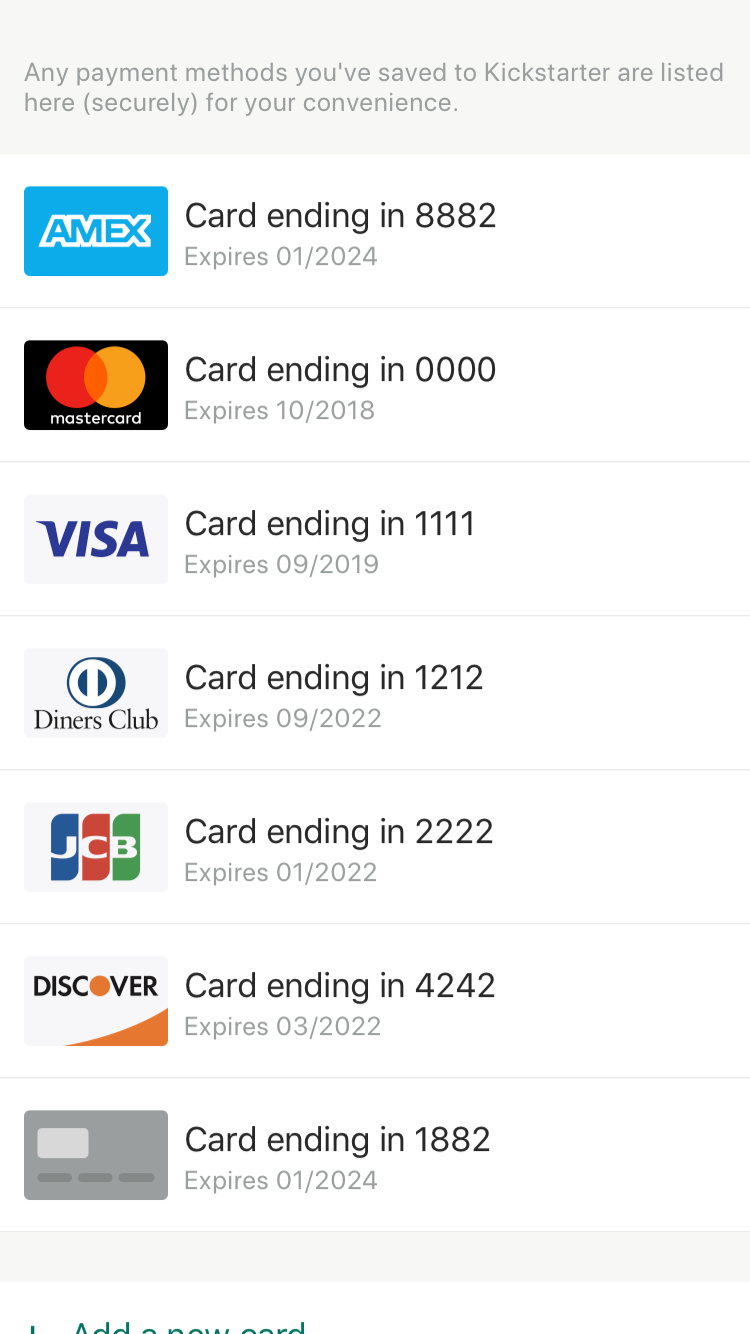 Any payment methods you've saved to Kickstarter are listed
here (securely) for your convenience.
AMEX
Card ending in 8882
Expires 01/2024
mastercard
Card ending in 0000
Expires 10/2018
VISA
Card ending in 1111
Expires 09/2019
Diners Club
Card ending in 1212
Expires 09/2022
JCB
Card ending in 2222
Expires 01/2022
DISCOVER
Card ending in 4242
Expires 03/2022
Card ending in 1882
Expires 01/2024
Add a new card